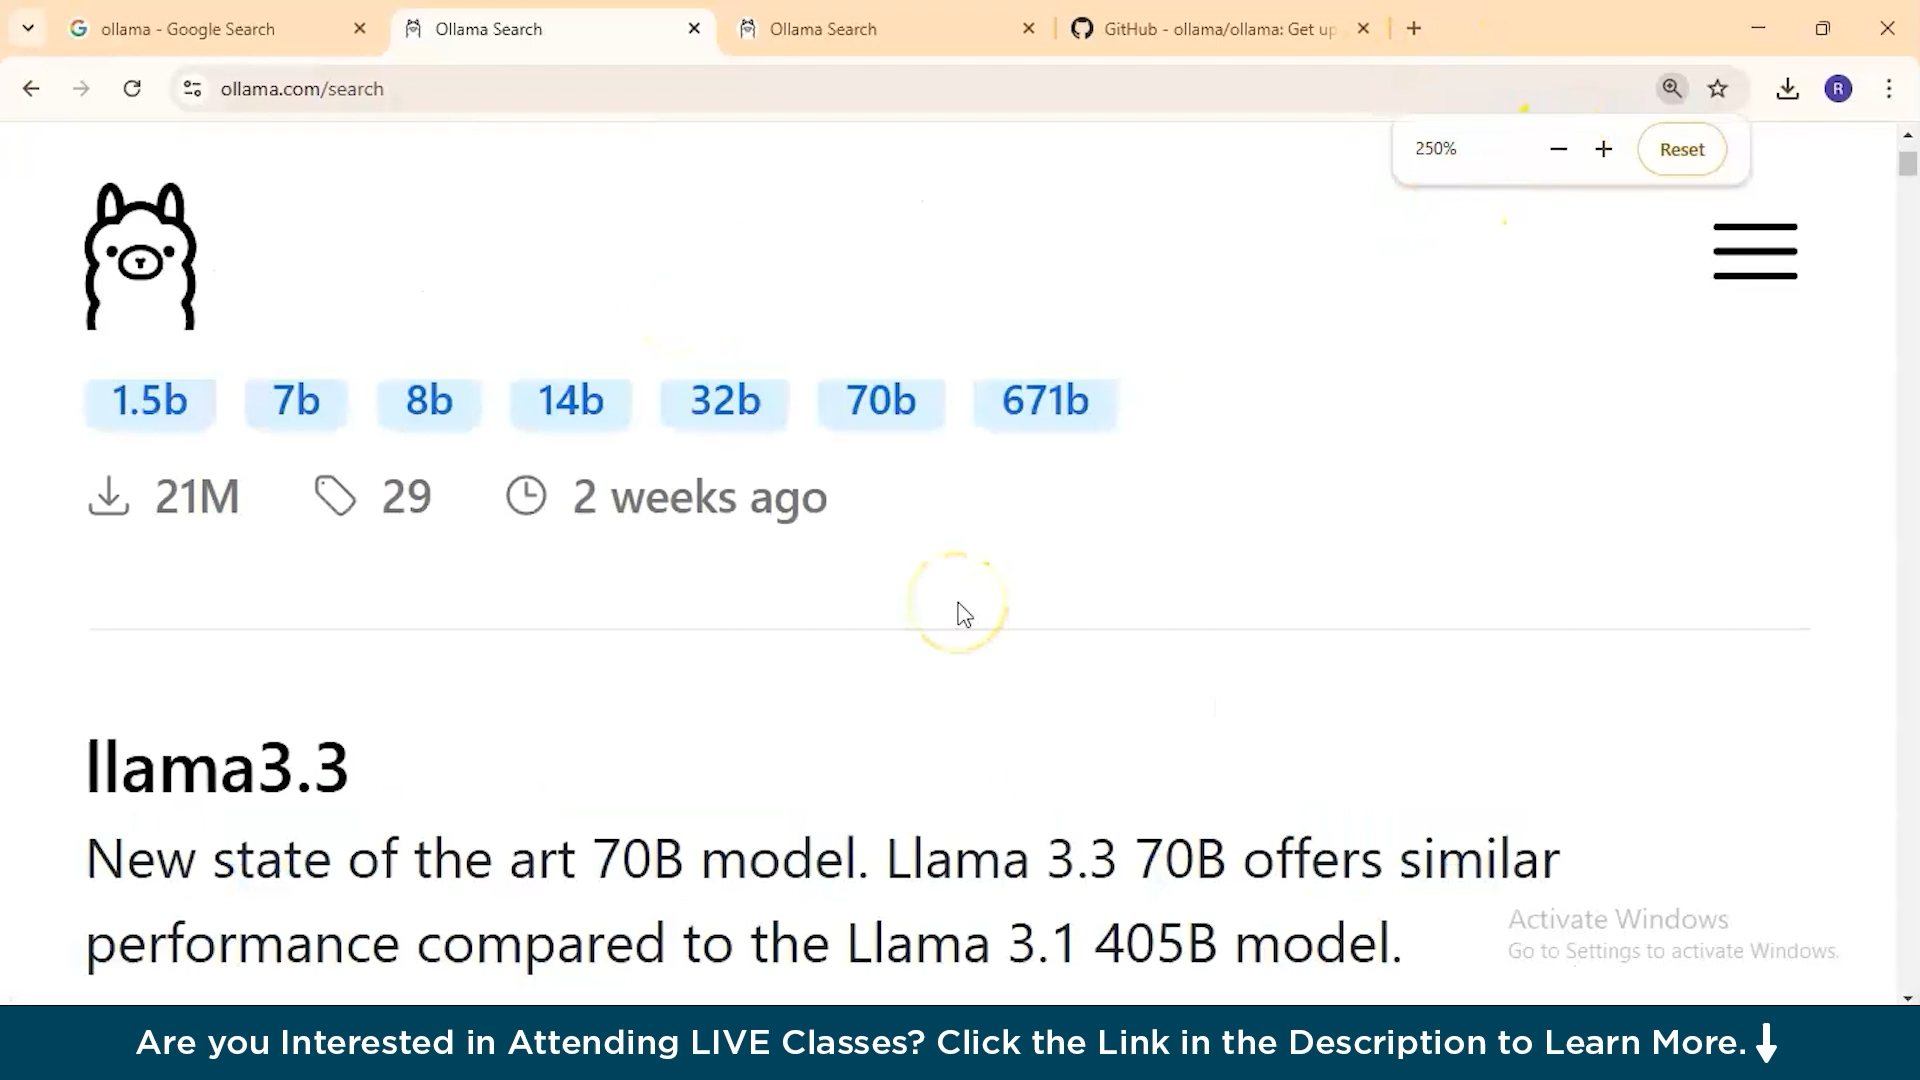 ollama - Google Search
Ollama Search
Ollama Search
GitHub - ollama/ollama: Get up
ollama.com/search
R
250%
Reset
1.5b 7b 8b 14b 32b 70b 671b
21M 29 2 weeks ago
llama3.3
New state of the art 70B model. Llama 3.3 70B offers similar
performance compared to the Llama 3.1 405B model.
Activate Windows
Go to Settings to activate Windows.
Are you Interested in Attending LIVE Classes? Click the Link in the Description to Learn More.